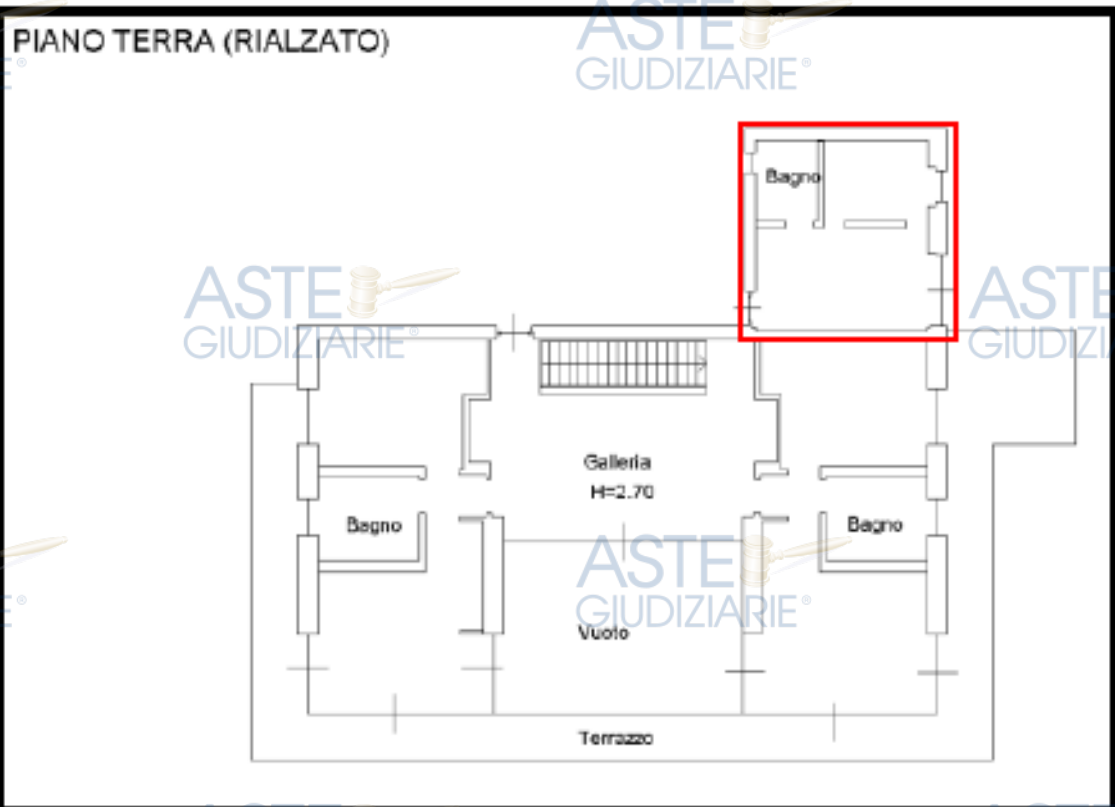 PIANO TERRA (RIALZATO)
ASTE
GIUDIZIARIE®
E®
Bagno
ASTE
GIUDIZIARIE®
ASTE
GIUDIZI
Galleria
H=2.70
Bagno
Bagno
ASTE
GIUDIZIARIE®
E®
Vuoto
Terrazzo